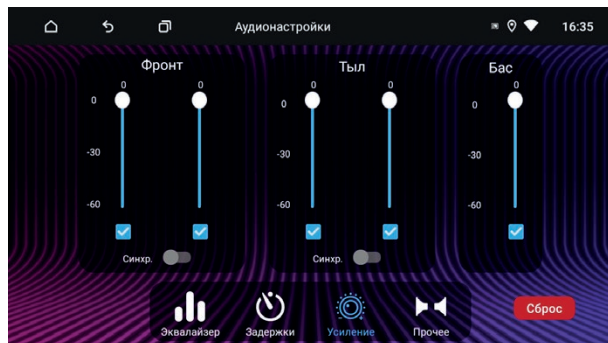 Аудионастройки 16:35
Фронт Тыл Бас
0 0 0 0 0
0 0 0
-30 -30 -30
-60 -60 -60
Синхр. Синхр.
Эквалайзер Задержки Усиление Прочее Сброс